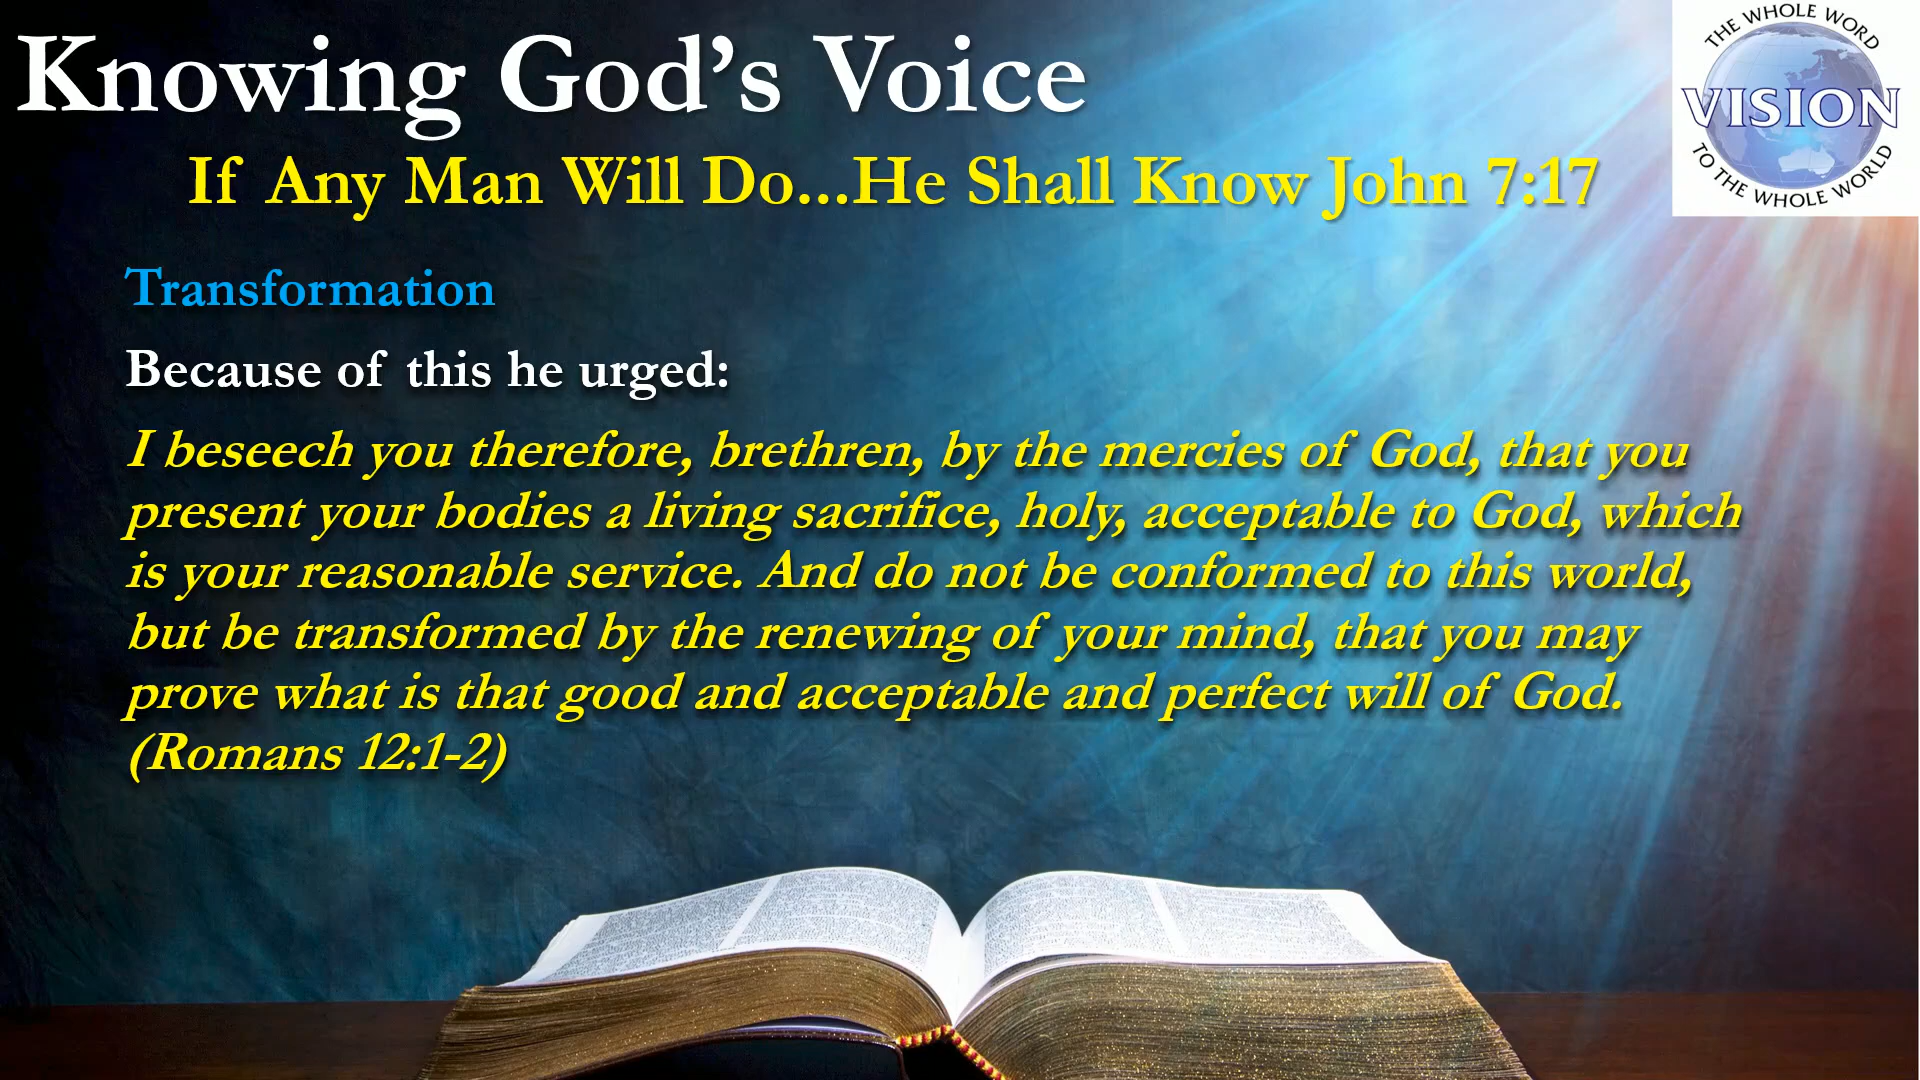 Knowing God’s Voice
If Any Man Will Do...He Shall Know John 7:17
THE WHOLE WORD
VISION
TO THE WHOLE WORLD
Transformation
Because of this he urged:
I beseech you therefore, brethren, by the mercies of God, that you
present your bodies a living sacrifice, holy, acceptable to God, which
is your reasonable service. And do not be conformed to this world,
but be transformed by the renewing of your mind, that you may
prove what is that good and acceptable and perfect will of God.
(Romans 12:1-2)